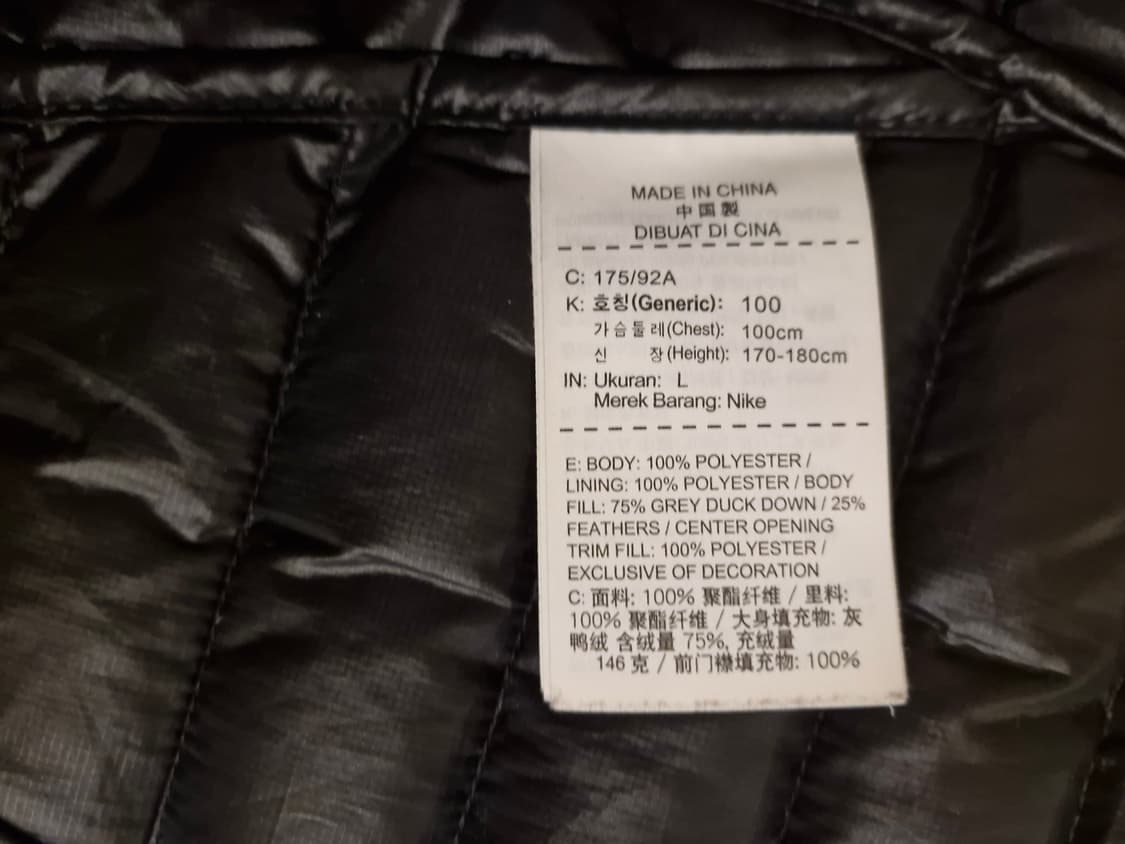 MADE IN CHINA
中国製
DIBUAT DI CINA
C: 175/92A
K: 호칭(Generic): 100
가슴둘레(Chest): 100cm
신 장(Height): 170-180cm
IN: Ukuran: L
Merek Barang: Nike
E: BODY: 100% POLYESTER /
LINING: 100% POLYESTER / BODY
FILL: 75% GREY DUCK DOWN / 25%
FEATHERS / CENTER OPENING
TRIM FILL: 100% POLYESTER /
EXCLUSIVE OF DECORATION
C: 面料: 100% 聚酯纤维 / 里料:
100% 聚酯纤维 / 大身填充物: 灰
鸭绒 含绒量 75%, 充绒量
146 克 / 前门襟填充物: 100%